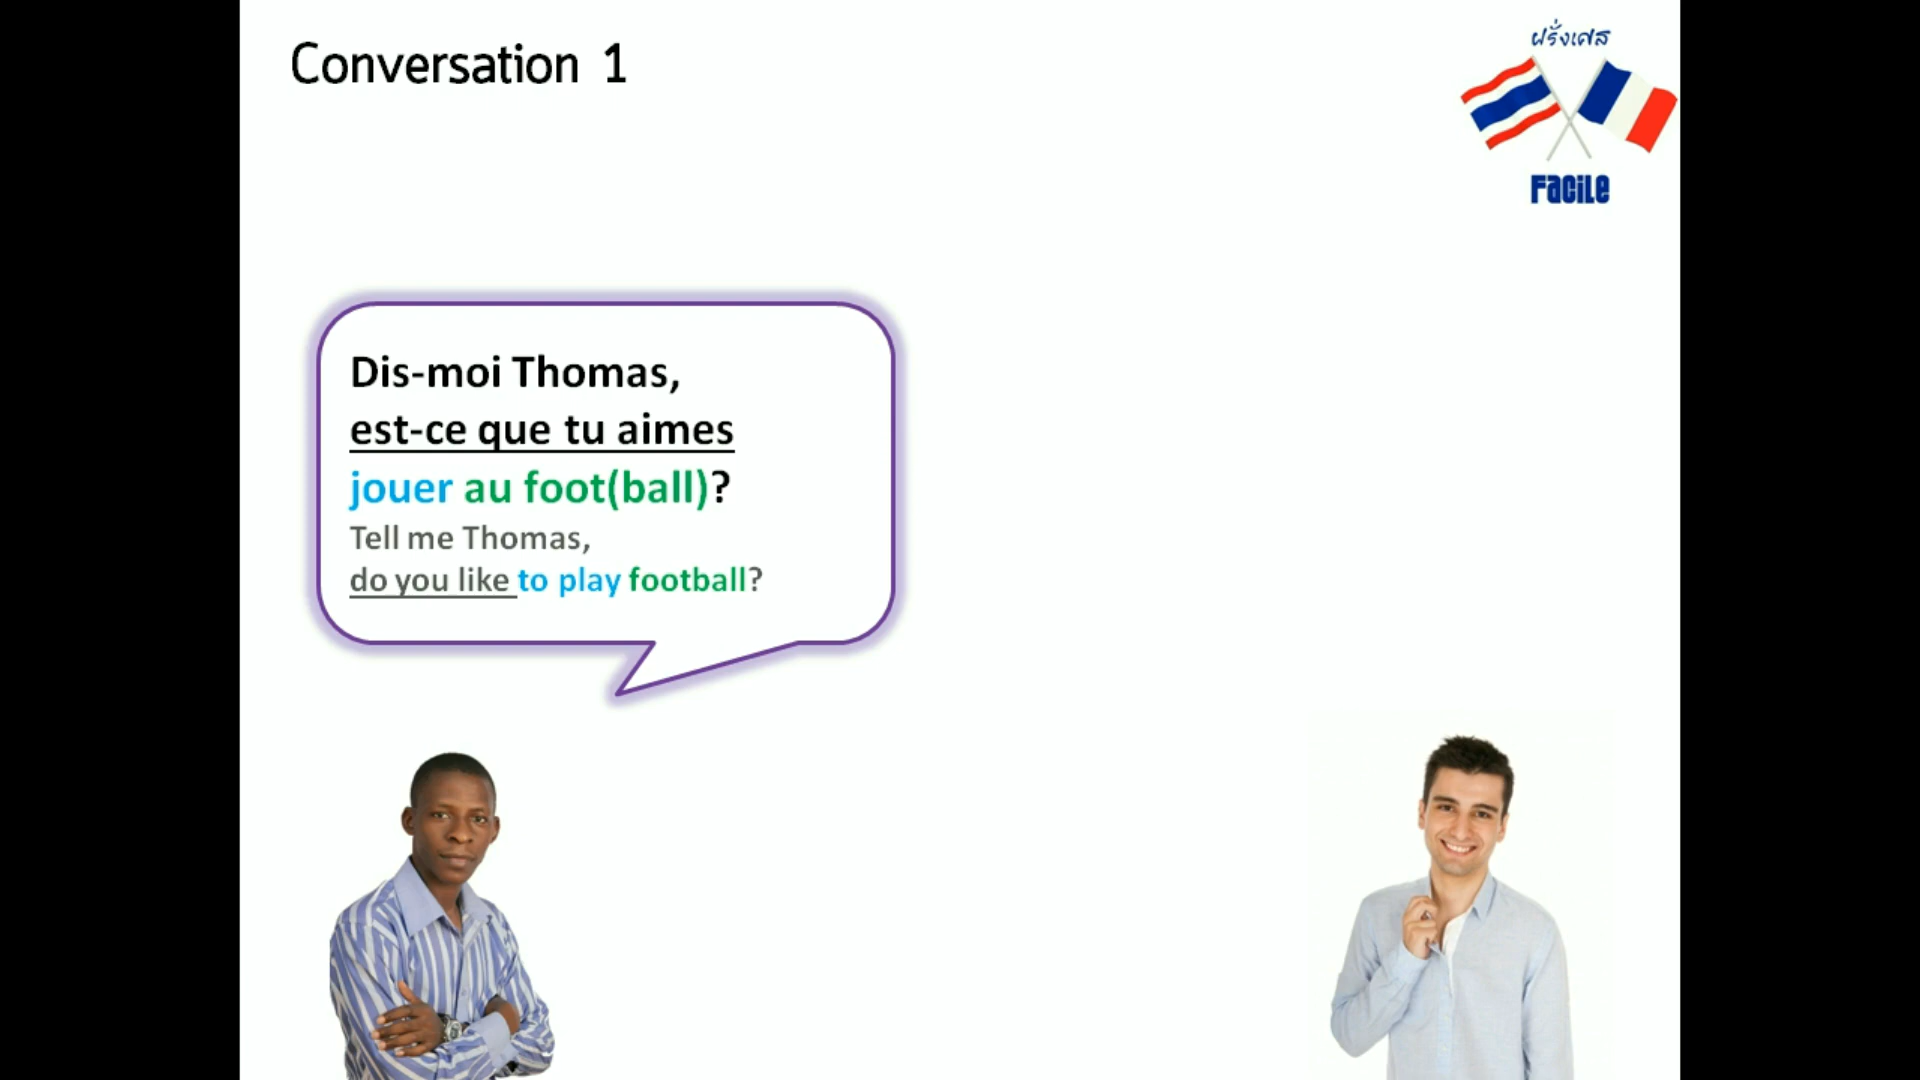 Conversation 1
ฝรั่งเศส
Facile
Dis-moi Thomas,
est-ce que tu aimes
jouer au foot(ball)?
Tell me Thomas,
do you like to play football?